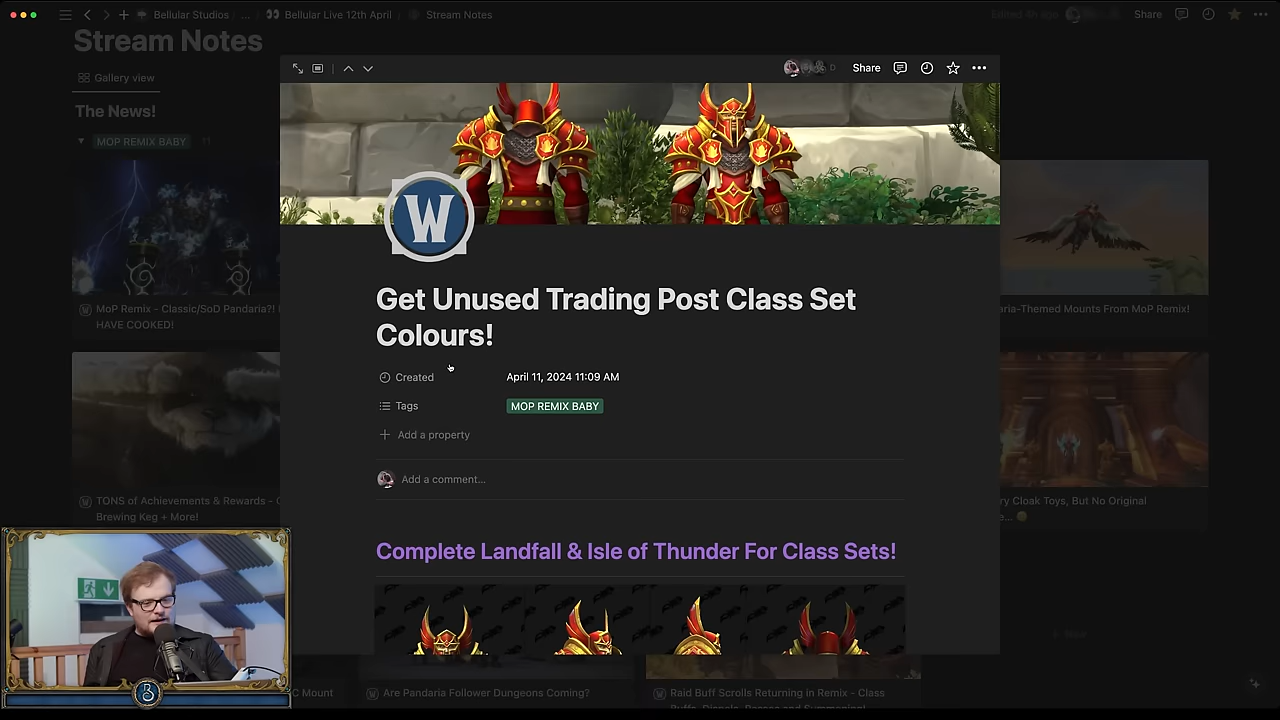 Bellular Studios / ... / Bellular Live 12th April / Stream Notes
Share
Stream Notes
Gallery view
The News!
MOP REMIX BABY
Share
W
Get Unused Trading Post Class Set
Colours!
Created April 11, 2024 11:09 AM
Tags MOP REMIX BABY
Add a property
Add a comment...
Complete Landfall & Isle of Thunder For Class Sets!
MoP Remix - Classic/SoD Pandaria?!
HAVE COOKED!
-Themed Mounts From MoP Remix!
TONS of Achievements & Rewards -
Brewing Keg + More!
Cloak Toys, But No Original
New
B
C Mount
Are Pandaria Follower Dungeons Coming?
Raid Buff Scrolls Returning in Remix - Class